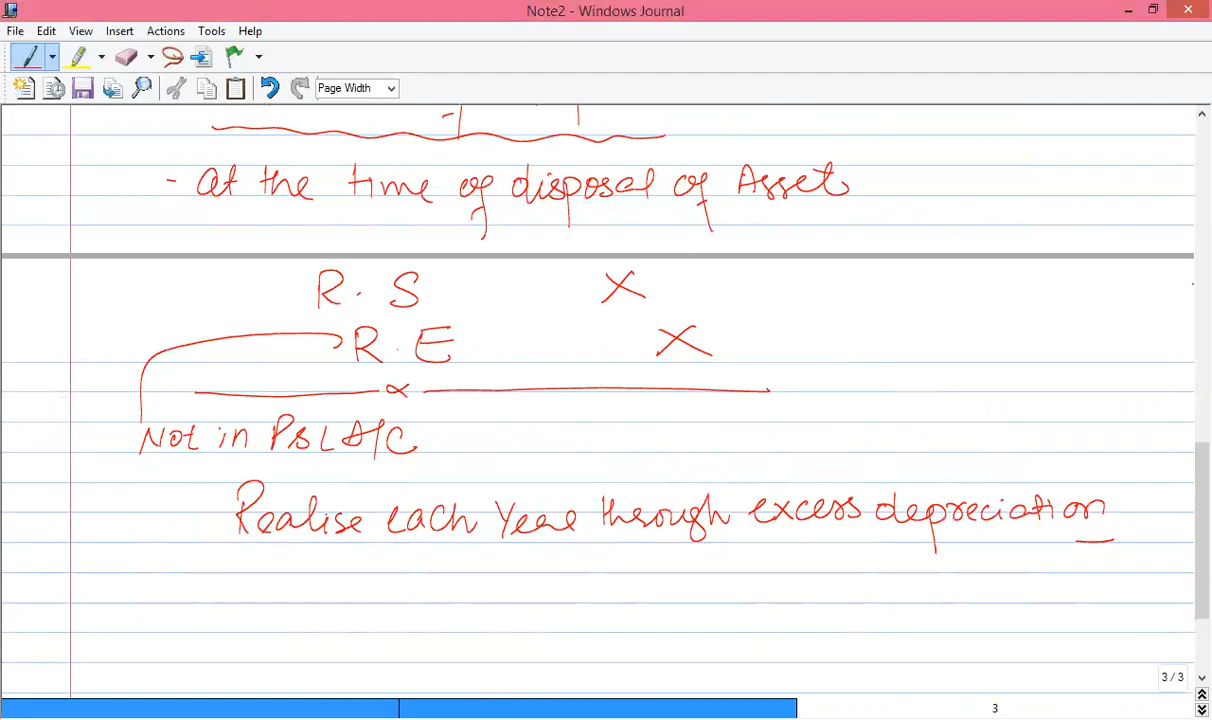 Note2 - Windows Journal
File Edit View Insert Actions Tools Help
Page Width
- at the time of disposal of Asset
R. S X
R. E X
Not in P&L A/C
Realise each Year through excess depreciation
3 / 3
3